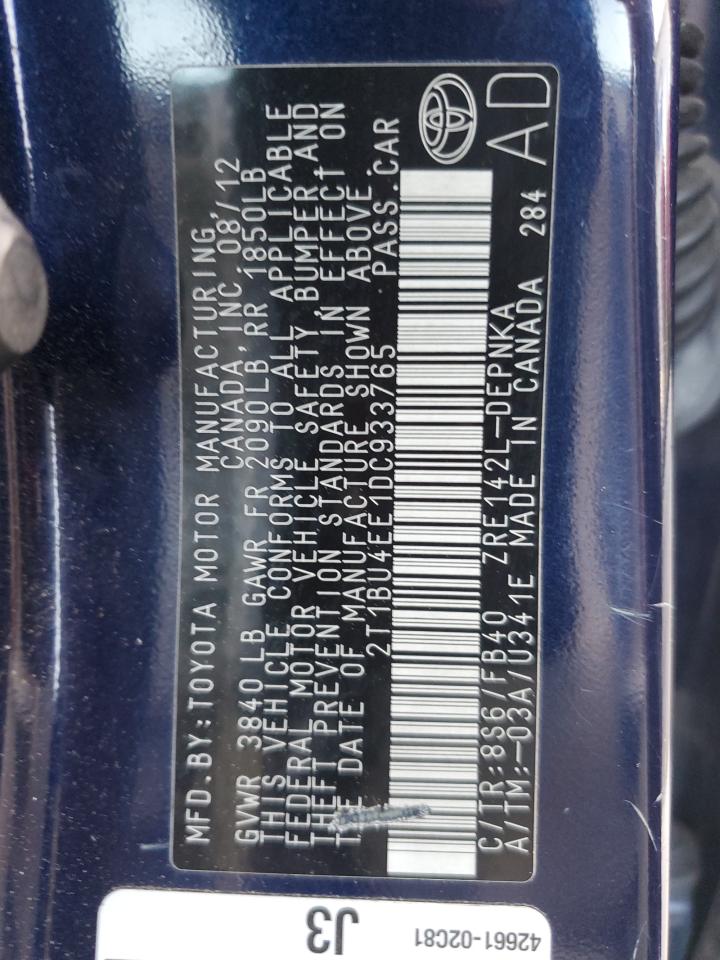 MFD.BY:TOYOTA MOTOR MANUFACTURING,
CANADA, INC. 08/12
GVWR 3840LB GAWR FR 2090LB, RR 1850LB
THIS VEHICLE CONFORMS TO ALL APPLICABLE
FEDERAL MOTOR VEHICLE SAFETY, BUMPER AND
THEFT PREVENTION STANDARDS IN EFFECT ON
THE DATE OF MANUFACTURE SHOWN ABOVE.
2T1BU4EE1DC933765 PASS.CAR
C/TR:8S6/FB40 ZRE142L-DEPNKA
A/TM:-03A/U341E MADE IN CANADA 284
AD
J3
42661-02C81